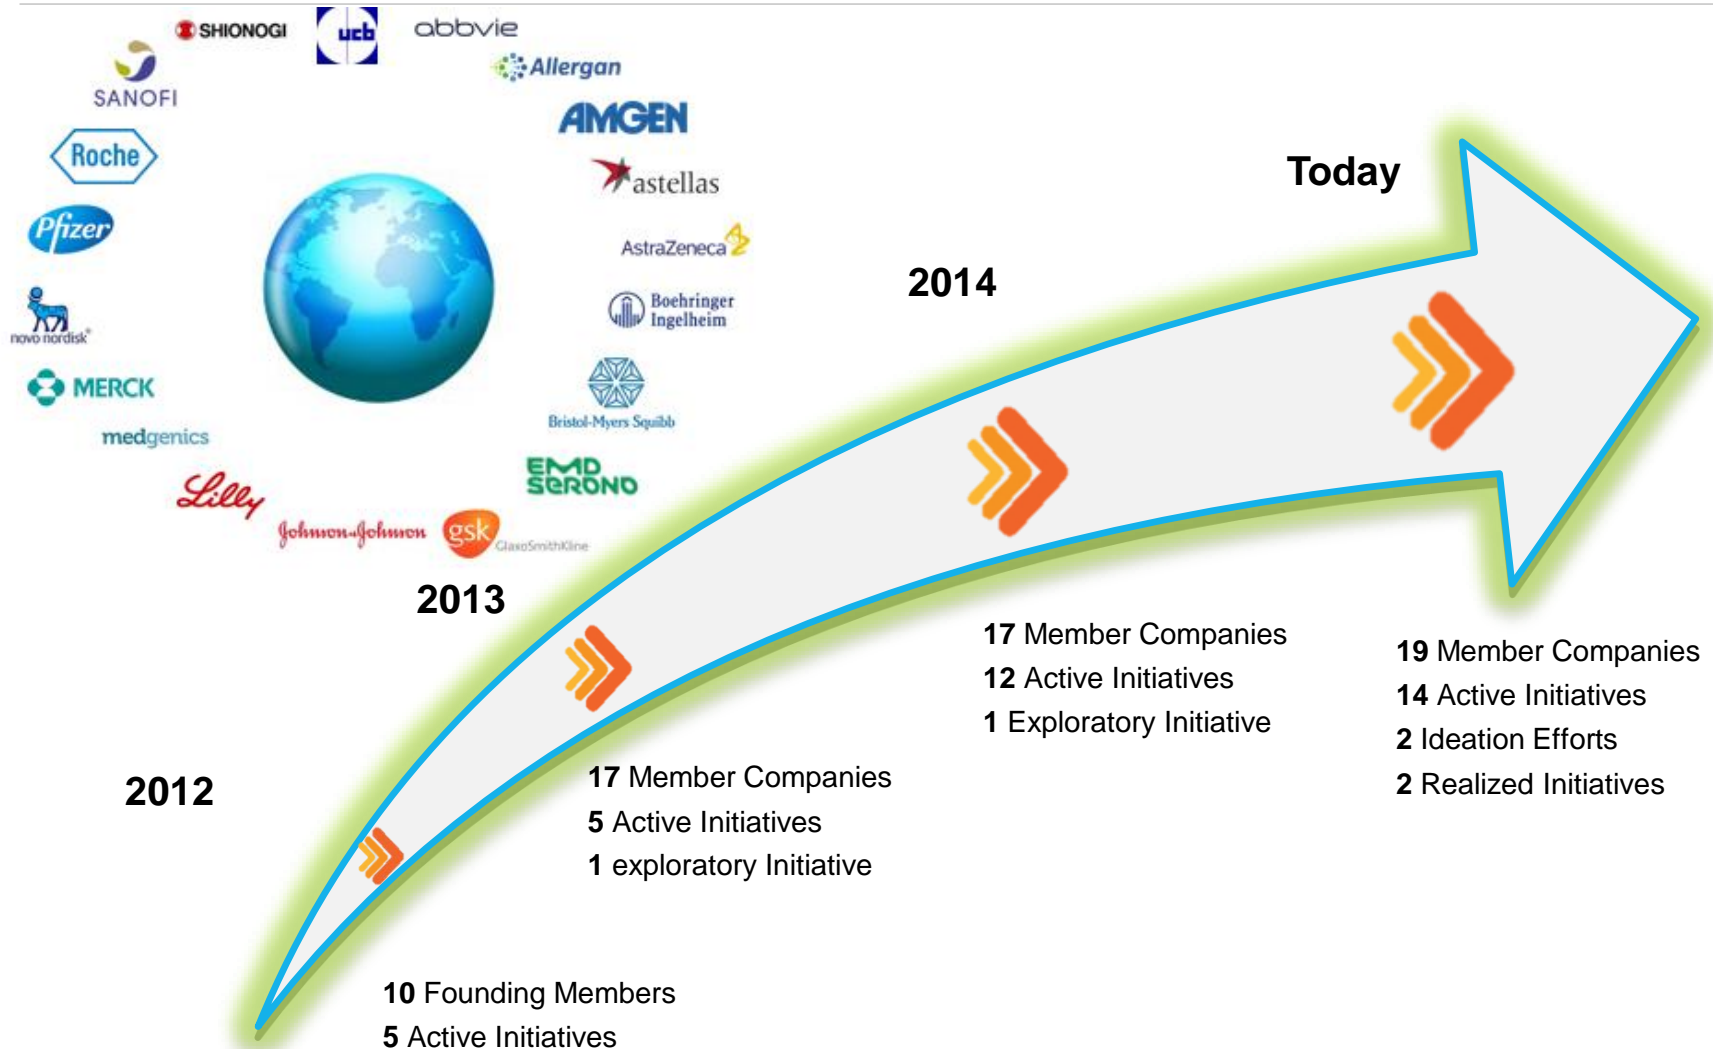 SHIONOGI
ucb
abbvie
Allergan
SANOFI
AMGEN
Roche
astellas
Pfizer
AstraZeneca
novo nordisk®
Boehringer
Ingelheim
MERCK
Bristol-Myers Squibb
medgenics
EMD
SERONO
Lilly
Johnson & Johnson
gsk
GlaxoSmithKline
Today
2014
2013
2012
17 Member Companies
12 Active Initiatives
1 Exploratory Initiative
19 Member Companies
14 Active Initiatives
2 Ideation Efforts
2 Realized Initiatives
17 Member Companies
5 Active Initiatives
1 exploratory Initiative
10 Founding Members
5 Active Initiatives